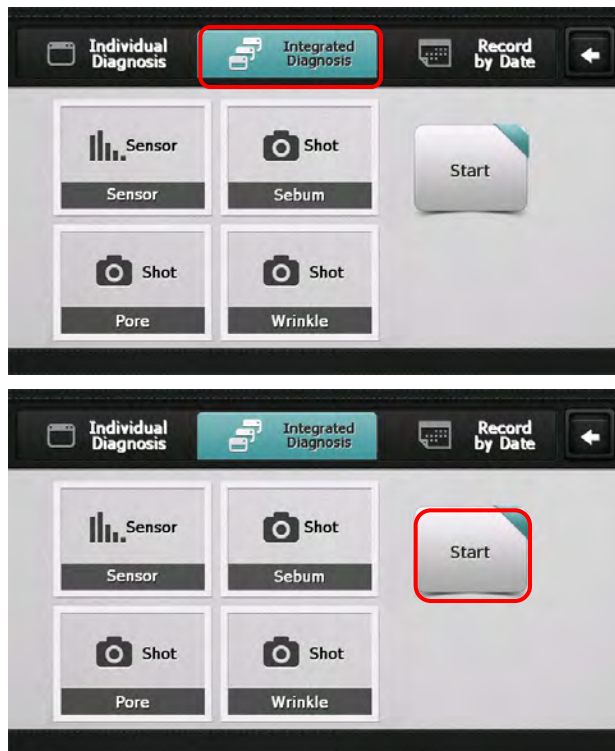 Individual Diagnosis
Integrated Diagnosis
Record by Date
Sensor
Shot
Sensor
Sebum
Start
Shot
Shot
Pore
Wrinkle
Individual Diagnosis
Integrated Diagnosis
Record by Date
Sensor
Shot
Sensor
Sebum
Start
Shot
Shot
Pore
Wrinkle